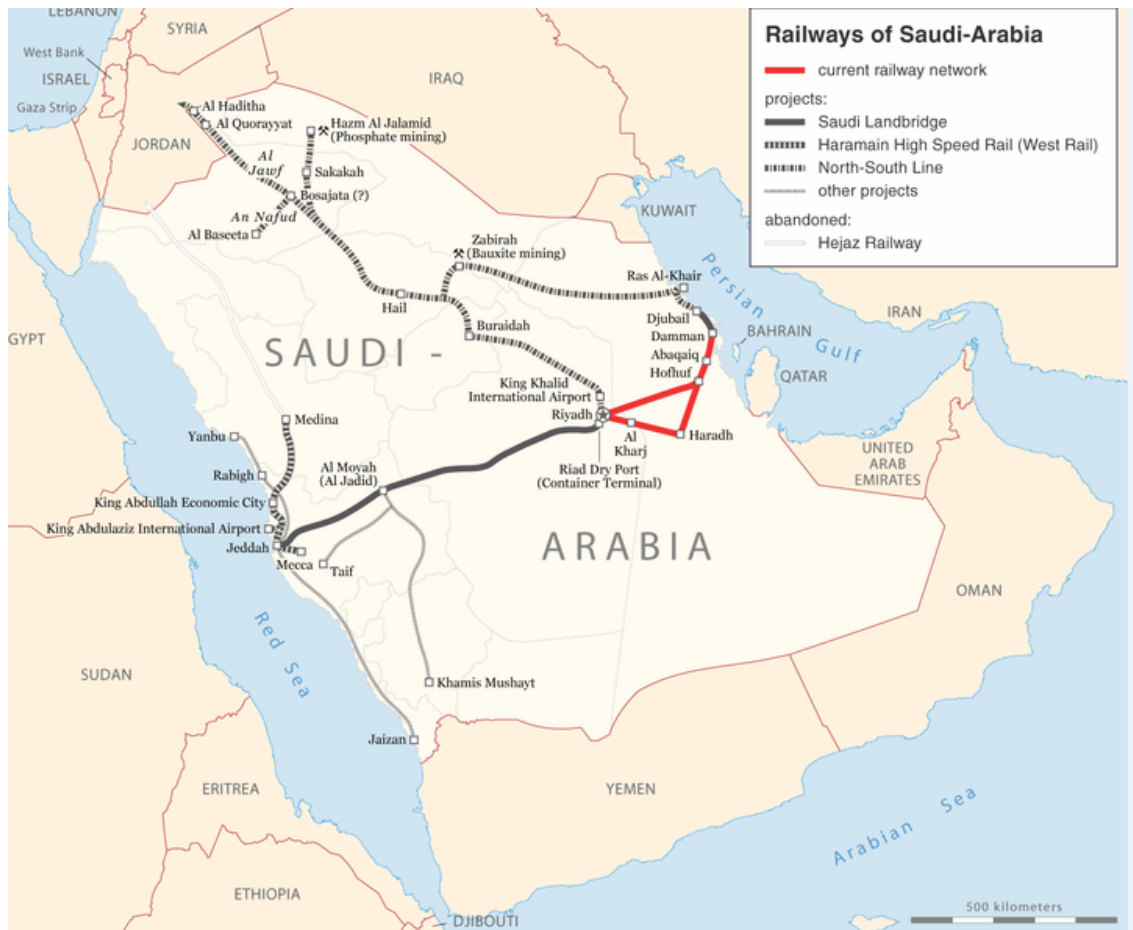 LEBANON
SYRIA
West Bank
ISRAEL
Gaza Strip
IRAQ
JORDAN
Railways of Saudi-Arabia
current railway network
projects:
Saudi Landbridge
Haramain High Speed Rail (West Rail)
North-South Line
other projects
abandoned:
Hejaz Railway
Al Haditha
Al Quorayyat
Hazm Al Jalamid
(Phosphate mining)
Al
Jawf
Sakakah
Bosajata (?)
An Nafud
Al Baseeta
KUWAIT
Zabirah
(Bauxite mining)
Ras Al-Khair
Persian
Gulf
IRAN
Hail
Djubail
Buraidah
Damman
BAHRAIN
GYPT
SAUDI -
Abaqaiq
Hofhuf
QATAR
King Khalid
International Airport
Riyadh
Medina
Yanbu
Al
Kharj
Haradh
UNITED
ARAB
EMIRATES
Rabigh
Al Moyah
(Al Jadid)
Riad Dry Port
(Container Terminal)
King Abdullah Economic City
King Abdulaziz International Airport
Jeddah
Mecca
Taif
ARABIA
OMAN
Red Sea
SUDAN
Khamis Mushayt
Jaizan
ERITREA
YEMEN
Arabian Sea
ETHIOPIA
DJIBOUTI
500 kilometers